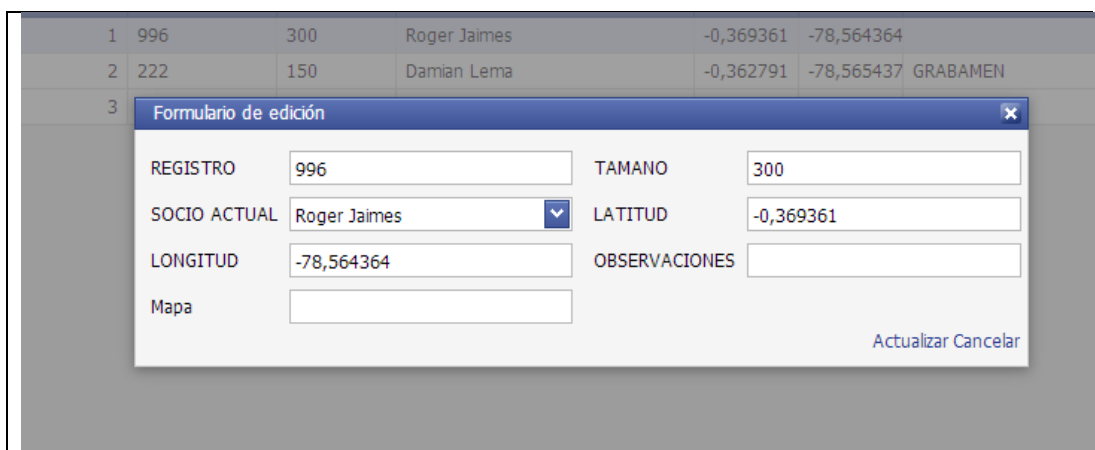 1 996 300 Roger Jaimes -0,369361 -78,564364
2 222 150 Damian Lema -0,362791 -78,565437 GRABAMEN
3
Formulario de edición
REGISTRO 996 TAMANO 300
SOCIO ACTUAL Roger Jaimes LATITUD -0,369361
LONGITUD -78,564364 OBSERVACIONES
Mapa
Actualizar Cancelar